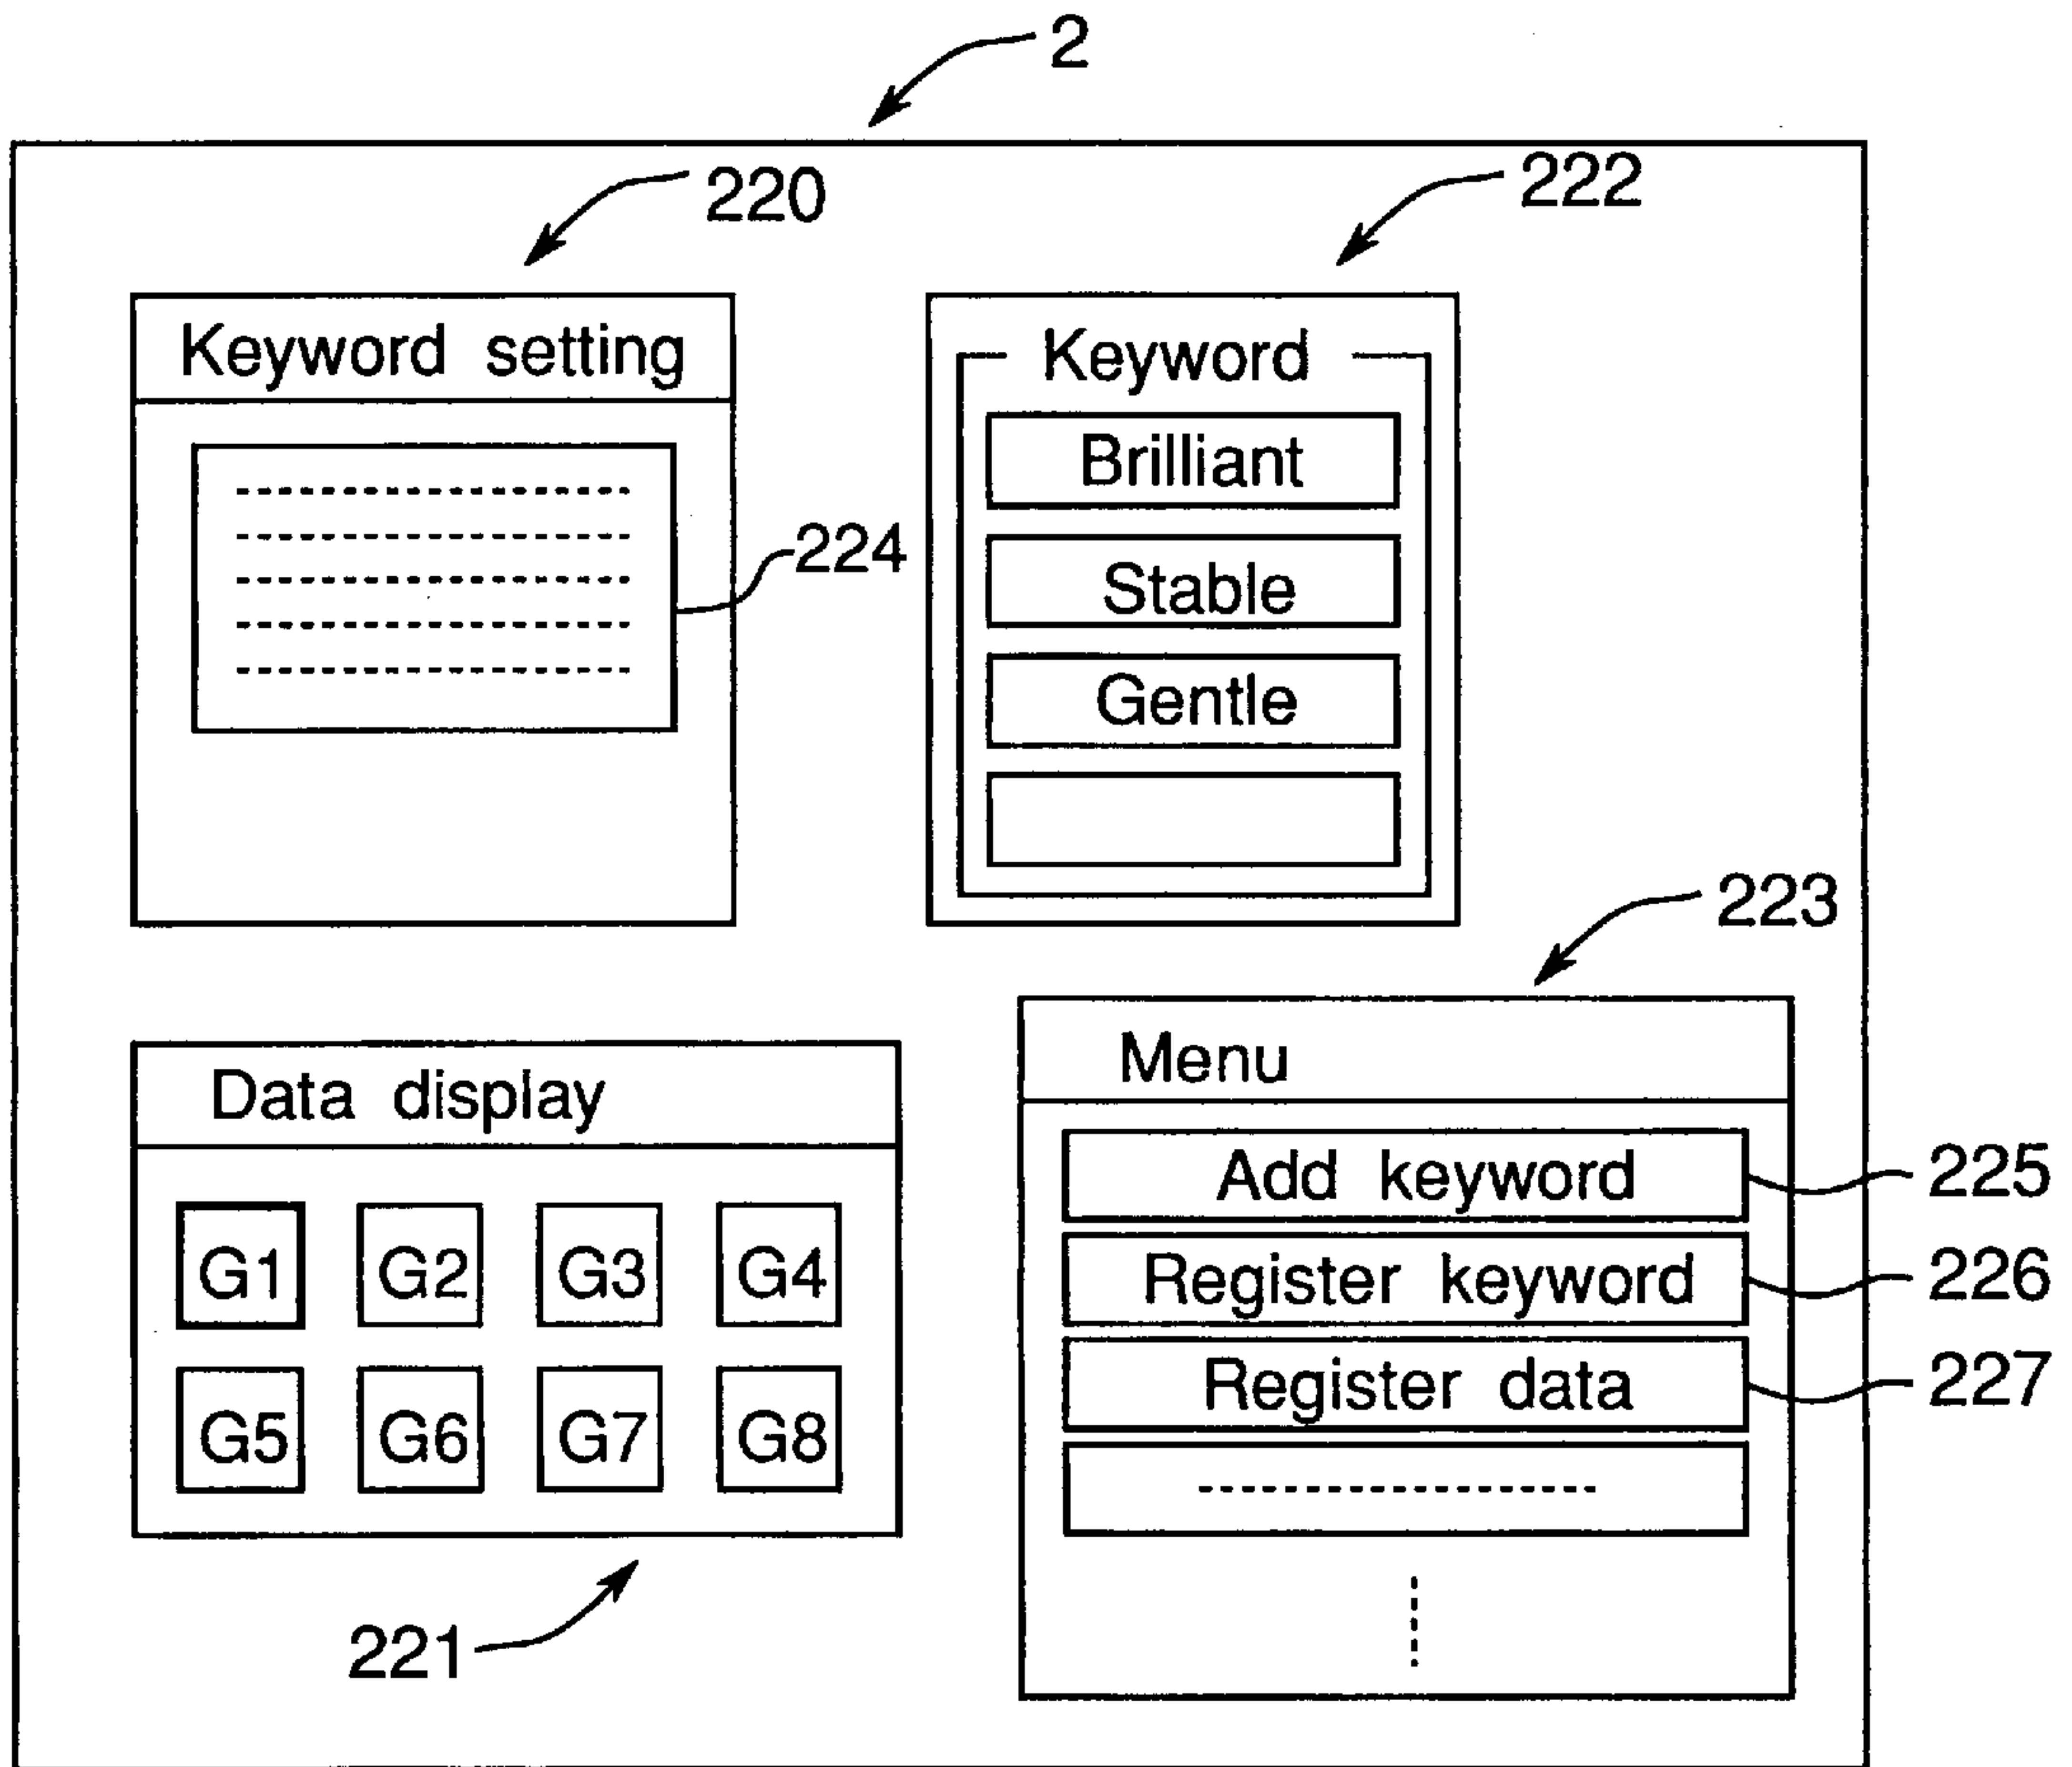 2
220
222
Keyword setting
Keyword
Brilliant
224
Stable
Gentle
223
Menu
Data display
Add keyword
225
G1 G2 G3 G4
Register keyword
226
Register data
227
G5 G6 G7 G8
221